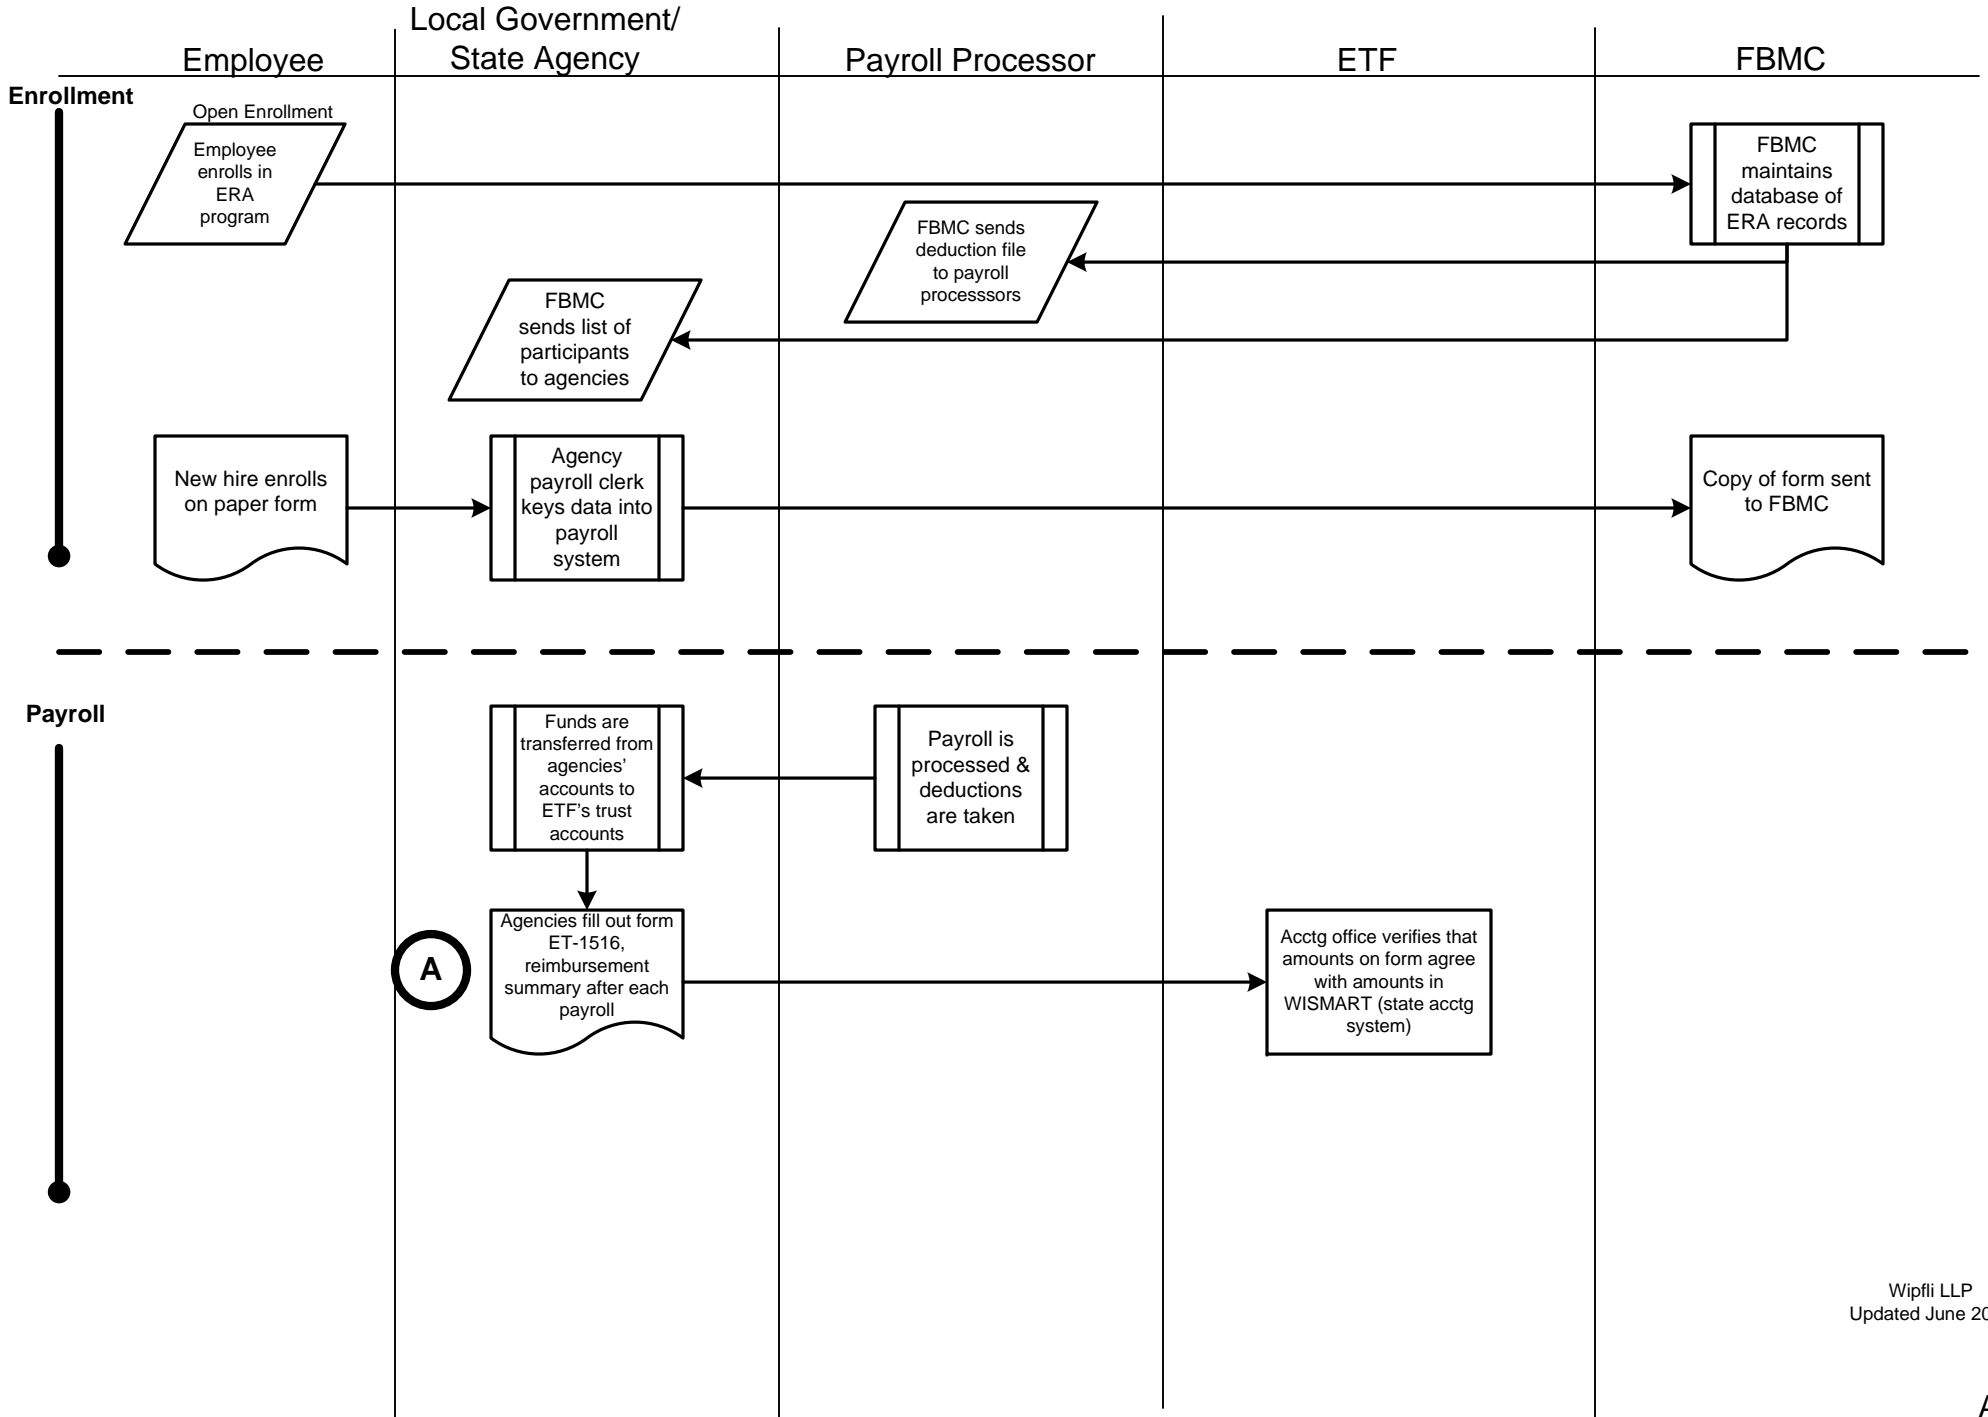 Employee
Local Government/
State Agency
Payroll Processor
ETF
FBMC
Enrollment
Open Enrollment
Employee
enrolls in
ERA
program
FBMC
maintains
database of
ERA records
FBMC sends
deduction file
to payroll
processsors
FBMC
sends list of
participants
to agencies
New hire enrolls
on paper form
Agency
payroll clerk
keys data into
payroll
system
Copy of form sent
to FBMC
Payroll
Funds are
transferred from
agencies’
accounts to
ETF’s trust
accounts
Payroll is
processed &
deductions
are taken
A
Agencies fill out form
ET-1516,
reimbursement
summary after each
payroll
Acctg office verifies that
amounts on form agree
with amounts in
WISMART (state acctg
system)
Wipfli LLP
Updated June 20